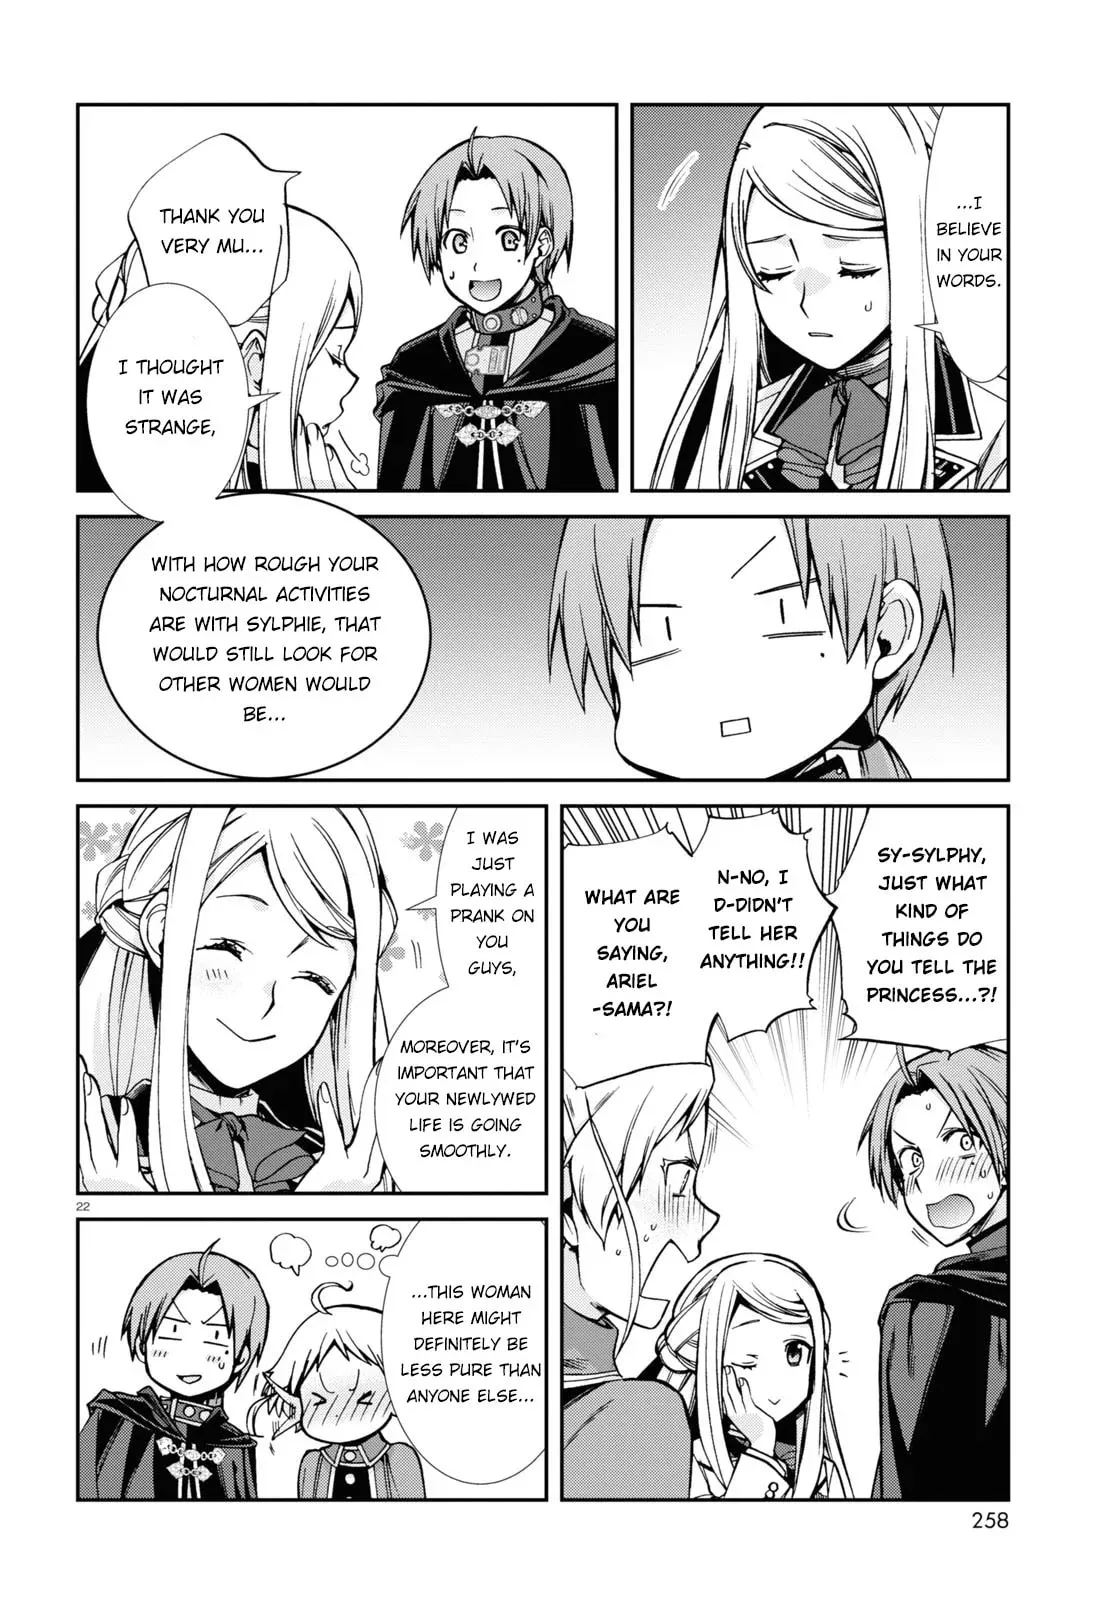 ...I
BELIEVE
IN YOUR
WORDS.
THANK YOU
VERY MU...
I THOUGHT
IT WAS
STRANGE,
WITH HOW ROUGH YOUR
NOCTURNAL ACTIVITIES
ARE WITH SYLPHIE, THAT
WOULD STILL LOOK FOR
OTHER WOMEN WOULD
BE...
SY-SYLPHY,
JUST WHAT
KIND OF
THINGS DO
YOU TELL THE
PRINCESS...?!
N-NO, I
D-DIDN'T
TELL HER
ANYTHING!!
WHAT ARE
YOU
SAYING,
ARIEL
-SAMA?!
I WAS
JUST
PLAYING A
PRANK ON
YOU
GUYS,
MOREOVER, IT'S
IMPORTANT THAT
YOUR NEWLYWED
LIFE IS GOING
SMOOTHLY.
22
...THIS WOMAN
HERE MIGHT
DEFINITELY BE
LESS PURE THAN
ANYONE ELSE...
258